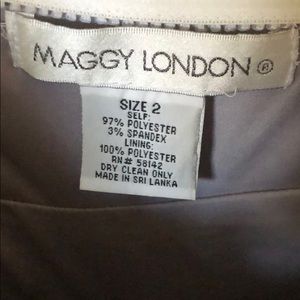 MAGGY LONDON ®
SIZE 2
SELF:
97% POLYESTER
3% SPANDEX
LINING:
100% POLYESTER
RN# 58142
DRY CLEAN ONLY
MADE IN SRI LANKA